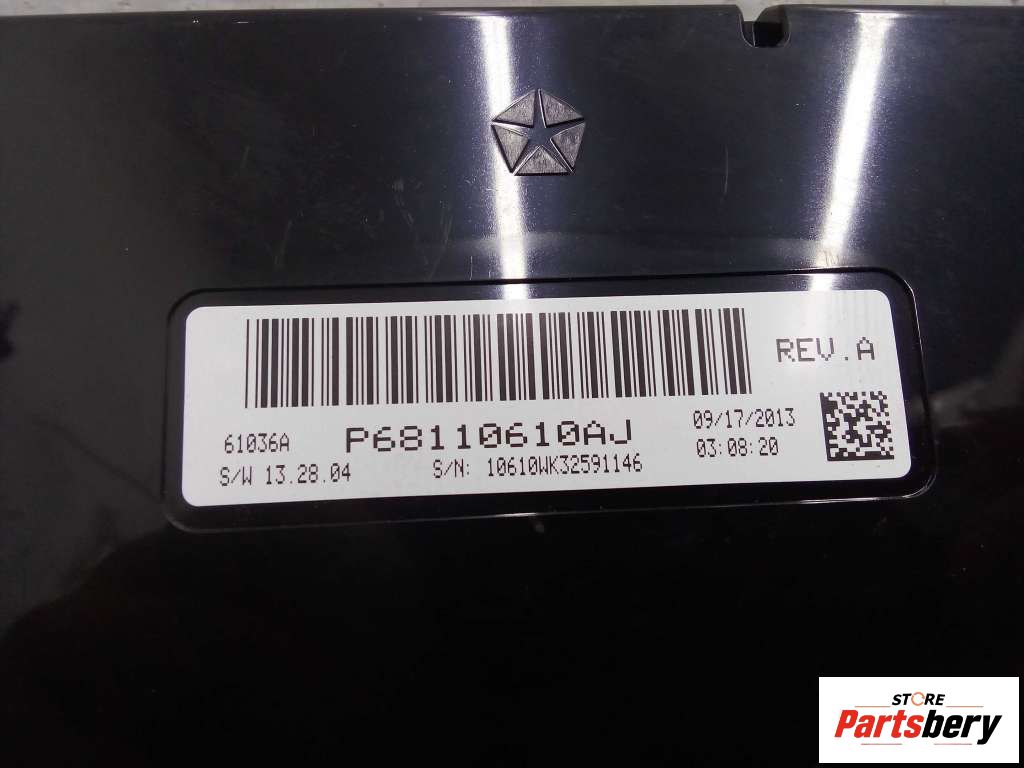 REV.A
61036A P68110610AJ 09/17/2013
S/W 13.28.04 S/N: 10610WK32591146 03:08:20
STORE
Partsbery